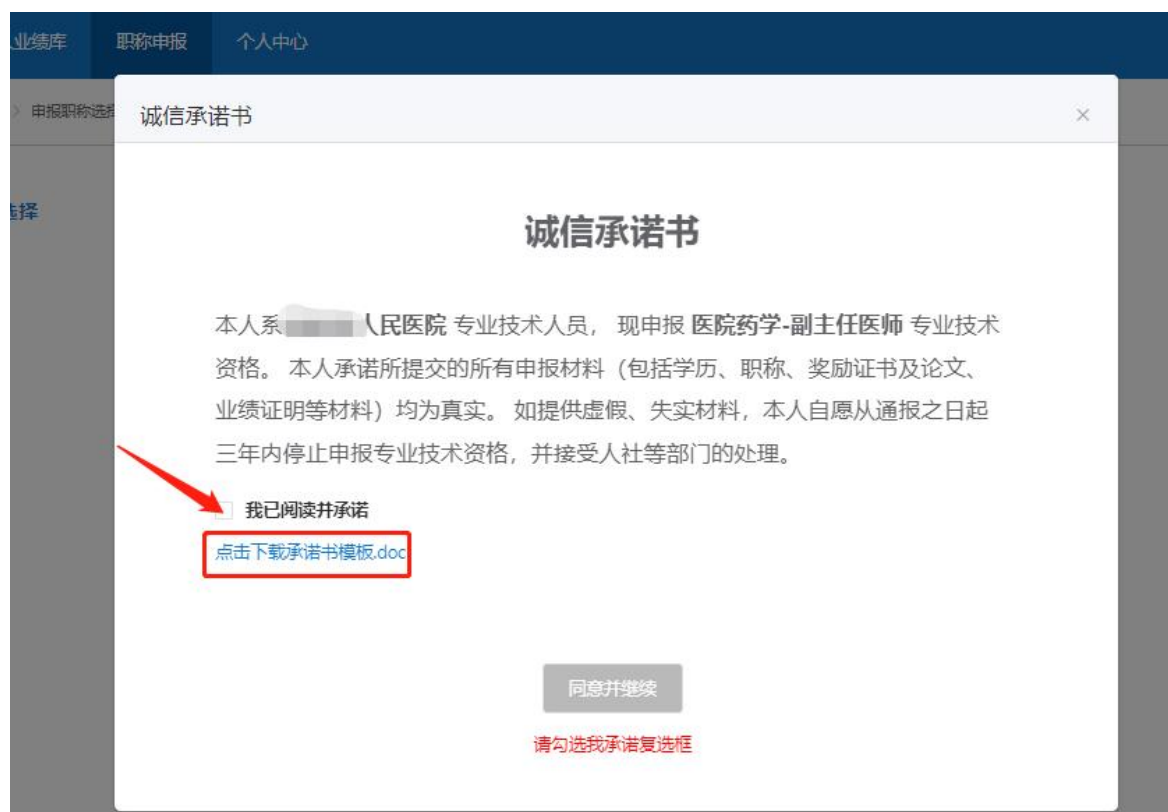 业绩库 职称申报 个人中心
申报职称选择
诚信承诺书
选择
诚信承诺书
本人系 人民医院 专业技术人员， 现申报 医院药学-副主任医师 专业技术
资格。 本人承诺所提交的所有申报材料（包括学历、职称、奖励证书及论文、
业绩证明等材料）均为真实。 如提供虚假、失实材料，本人自愿从通报之日起
三年内停止申报专业技术资格，并接受人社等部门的处理。
我已阅读并承诺
点击下载承诺书模板.doc
同意并继续
请勾选我承诺复选框